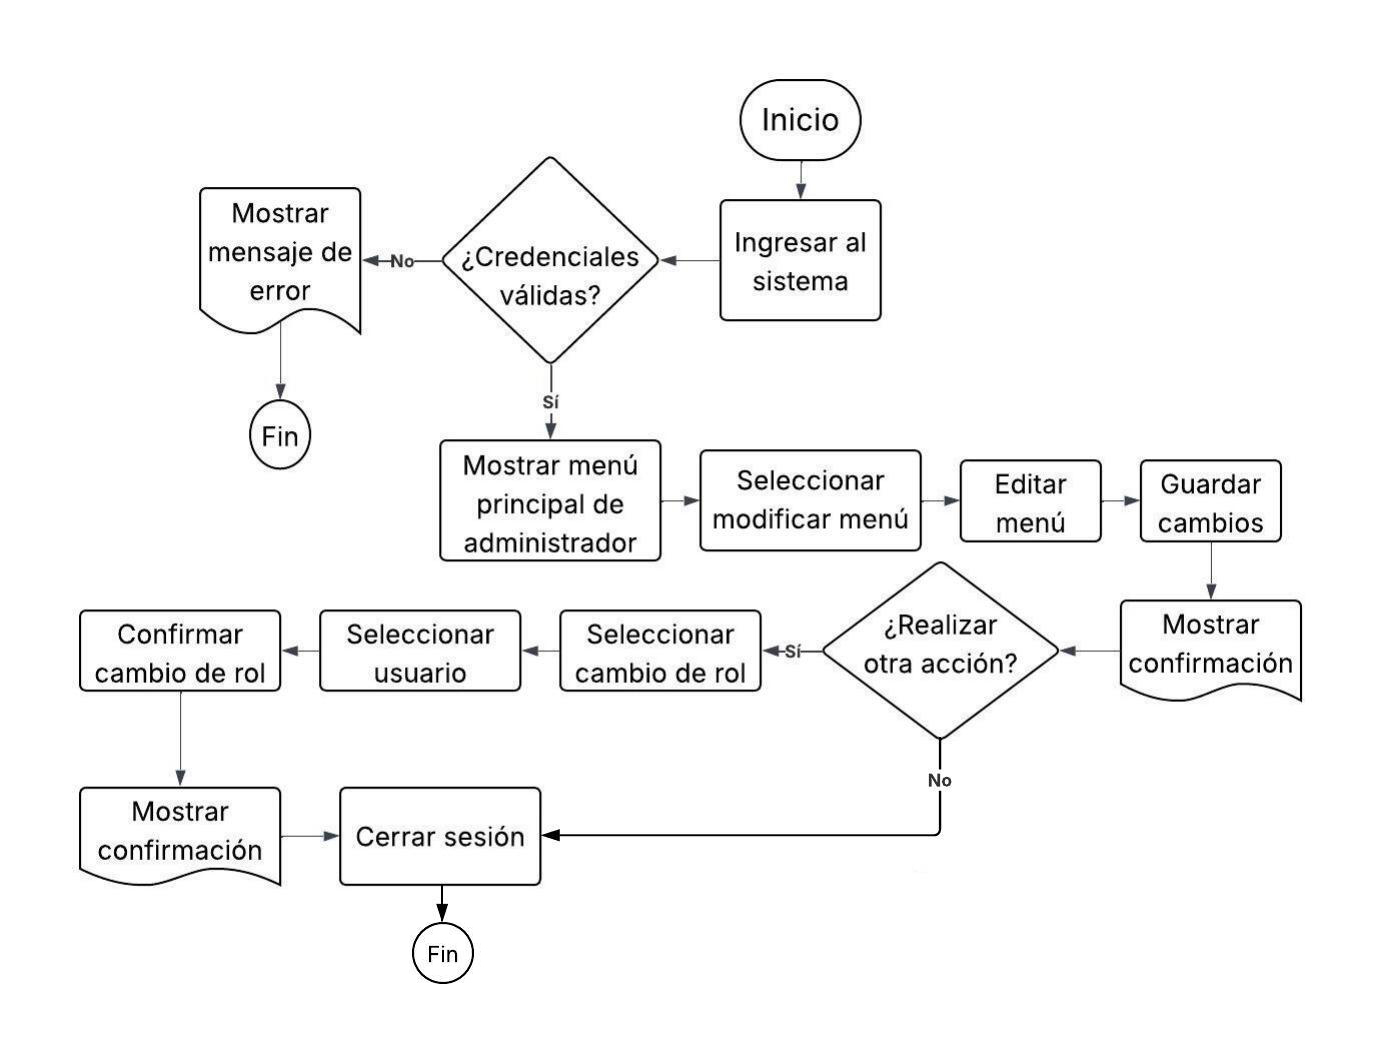 Inicio
Ingresar al
sistema
¿Credenciales
válidas?
No
Mostrar
mensaje de
error
Fin
Sí
Mostrar menú
principal de
administrador
Seleccionar
modificar menú
Editar
menú
Guardar
cambios
Mostrar
confirmación
¿Realizar
otra acción?
Sí
Seleccionar
cambio de rol
Seleccionar
usuario
Confirmar
cambio de rol
Mostrar
confirmación
No
Cerrar sesión
Fin